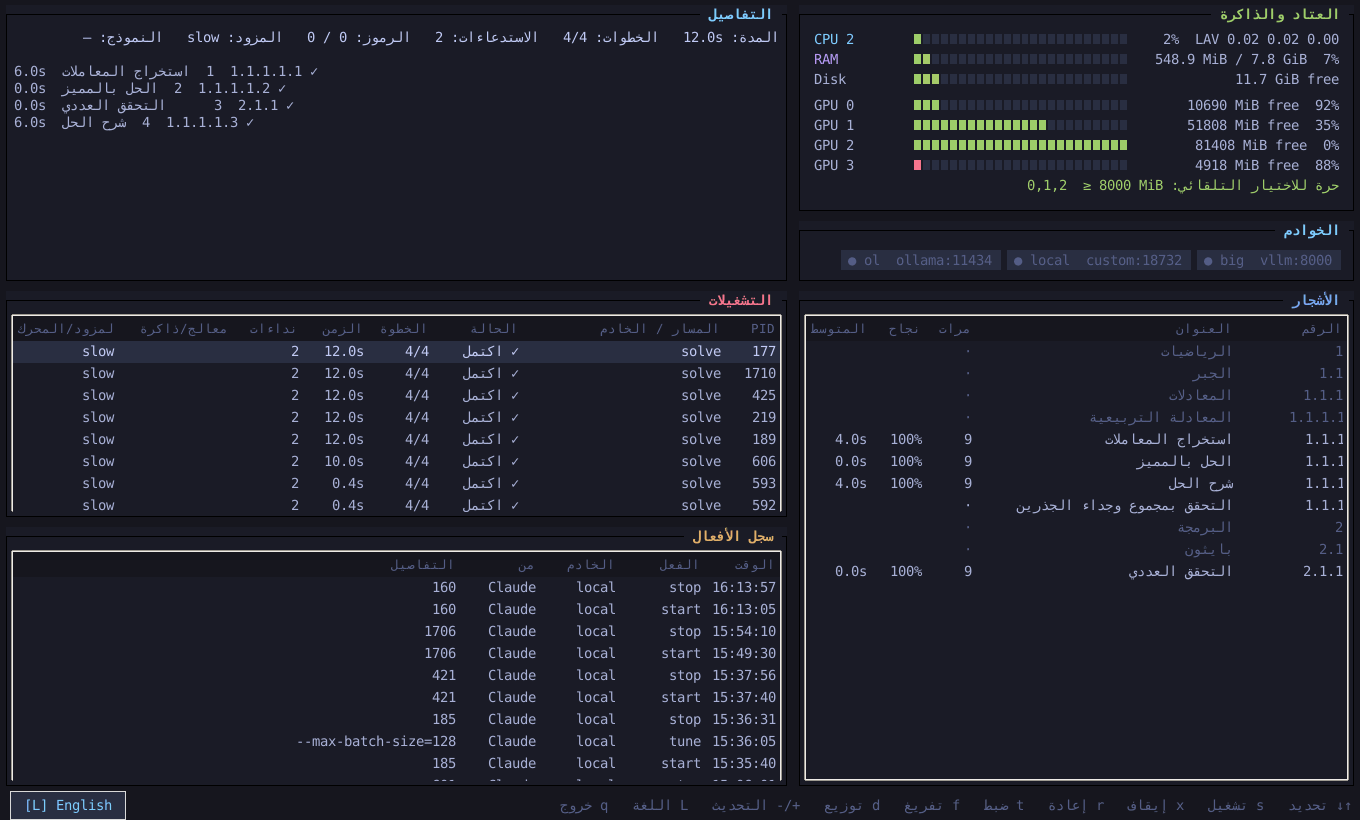 العتاد والذاكرة
CPU 2 2% LAV 0.02 0.02 0.00
RAM 548.9 MiB / 7.8 GiB 7%
Disk 11.7 GiB free
GPU 0 10690 MiB free 92%
GPU 1 51808 MiB free 35%
GPU 2 81408 MiB free 0%
GPU 3 4918 MiB free 88%
حرة للاختيار التلقائي: 0,1,2 ≥ 8000 MiB
التفاصيل
المدة: 12.0s الخطوات: 4/4 الاستدعاءات: 2 الرموز: 0 / 0 المزود: slow النموذج: —
✓ 1.1.1.1.1 1 استخراج المعاملات 6.0s
✓ 1.1.1.1.2 2 الحل بالمميز 0.0s
✓ 2.1.1 3 التحقق العددي 0.0s
✓ 1.1.1.1.3 4 شرح الحل 6.0s
الخوادم
● big vllm:8000 ● local custom:18732 ● ol ollama:11434
الأشجار
الرقم العنوان مرات نجاح المتوسط
1 الرياضيات ·
1.1 الجبر ·
1.1.1 المعادلات ·
1.1.1.1 المعادلة التربيعية ·
1.1.1 استخراج المعاملات 9 100% 4.0s
1.1.1 الحل بالمميز 9 100% 0.0s
1.1.1 شرح الحل 9 100% 4.0s
1.1.1 التحقق بمجموع وجداء الجذرين ·
2 البرمجة ·
2.1 بايثون ·
2.1.1 التحقق العددي 9 100% 0.0s
التشغيلات
PID المسار / الخادم الحالة الخطوة الزمن نداءات معالج/ذاكرة لمزود/المحرك
177 solve ✓ اكتمل 4/4 12.0s 2 slow
1710 solve ✓ اكتمل 4/4 12.0s 2 slow
425 solve ✓ اكتمل 4/4 12.0s 2 slow
219 solve ✓ اكتمل 4/4 12.0s 2 slow
189 solve ✓ اكتمل 4/4 12.0s 2 slow
606 solve ✓ اكتمل 4/4 10.0s 2 slow
593 solve ✓ اكتمل 4/4 0.4s 2 slow
592 solve ✓ اكتمل 4/4 0.4s 2 slow
سجل الأفعال
الوقت الفعل الخادم من التفاصيل
16:13:57 stop local Claude 160
16:13:05 start local Claude 160
15:54:10 stop local Claude 1706
15:49:30 start local Claude 1706
15:37:56 stop local Claude 421
15:37:40 start local Claude 421
15:36:31 stop local Claude 185
15:36:05 tune local Claude --max-batch-size=128
15:35:40 start local Claude 185
↑↓ تحديد s تشغيل x إيقاف r إعادة t ضبط f تفريغ d توزيع +/- التحديث L اللغة q خروج
[L] English